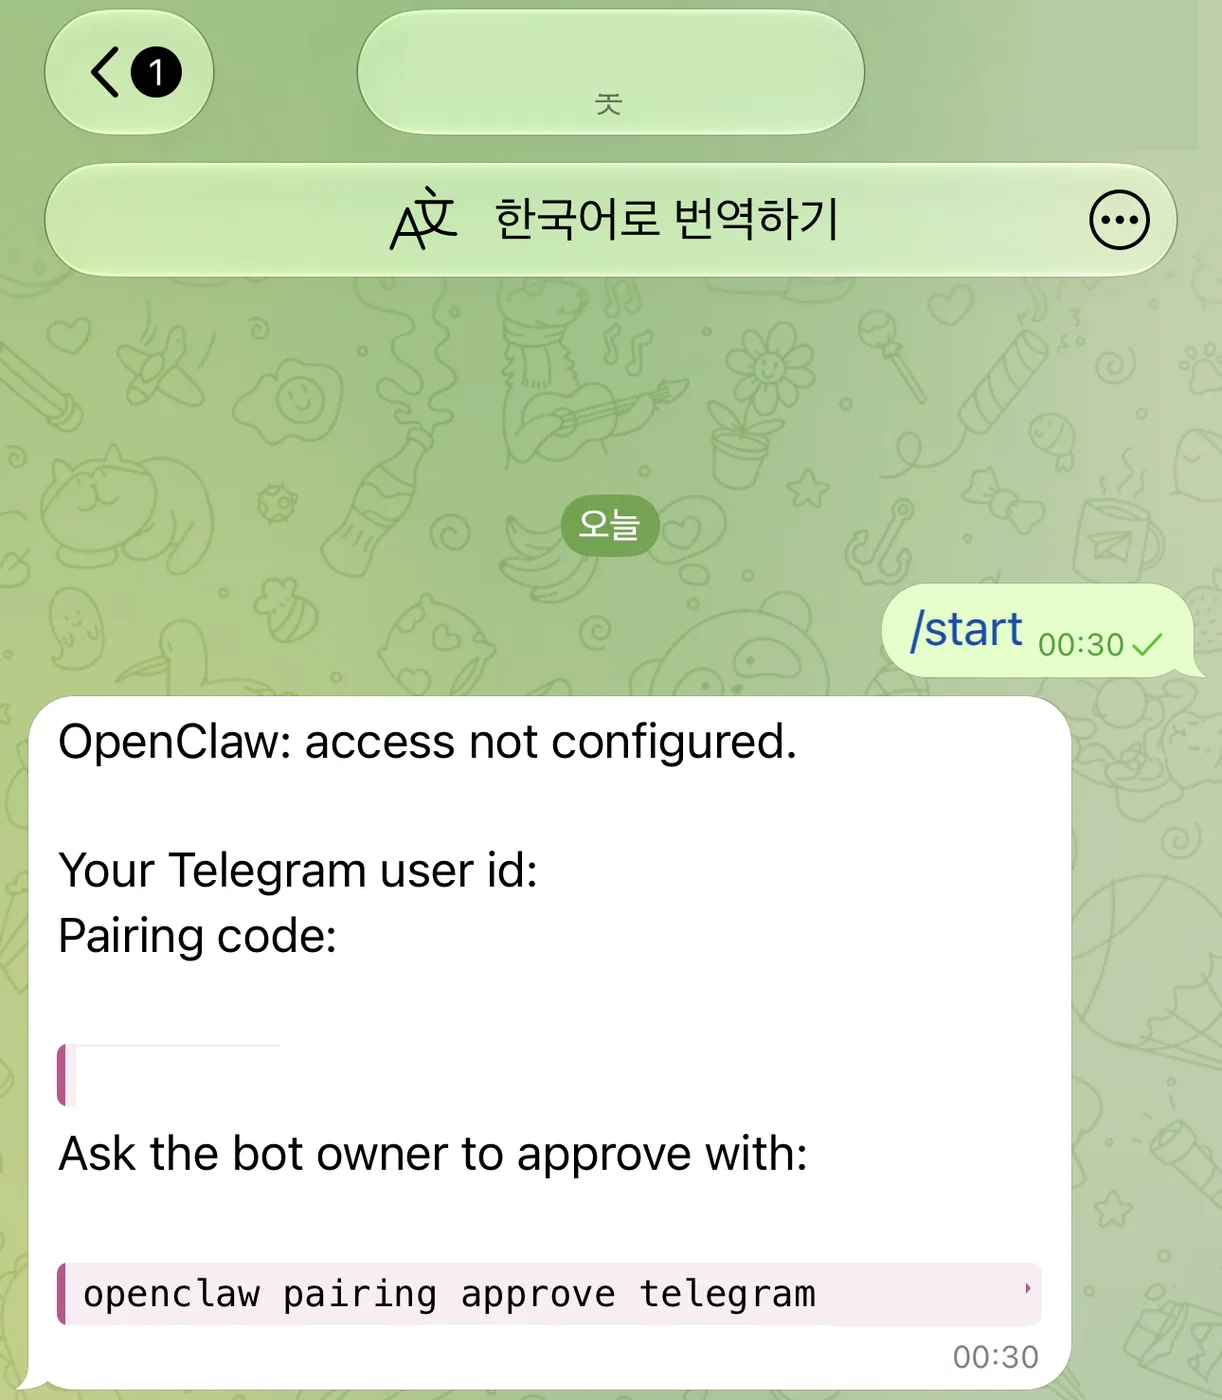 1
봇
한국어로 번역하기
오늘
/start 00:30
OpenClaw: access not configured.
Your Telegram user id:
Pairing code:
Ask the bot owner to approve with:
openclaw pairing approve telegram
00:30